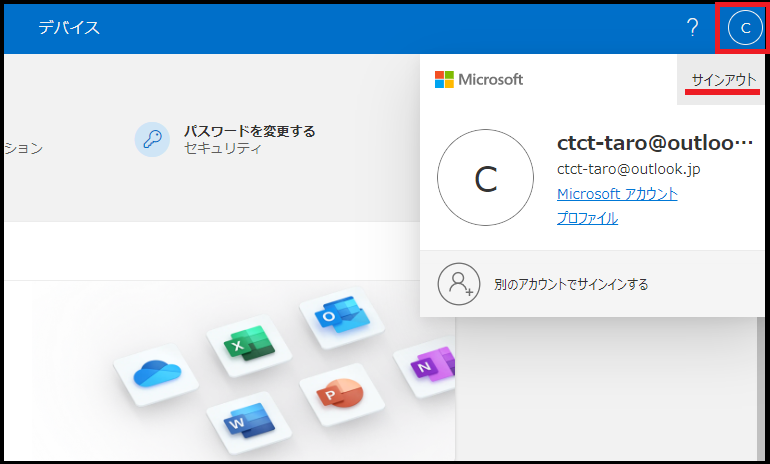 デバイス
?
C
Microsoft
サインアウト
パスワードを変更する
セキュリティ
ション
C
ctct-taro@outloo…
ctct-taro@outlook.jp
Microsoft アカウント
プロファイル
別のアカウントでサインインする
X
O
W
P
N